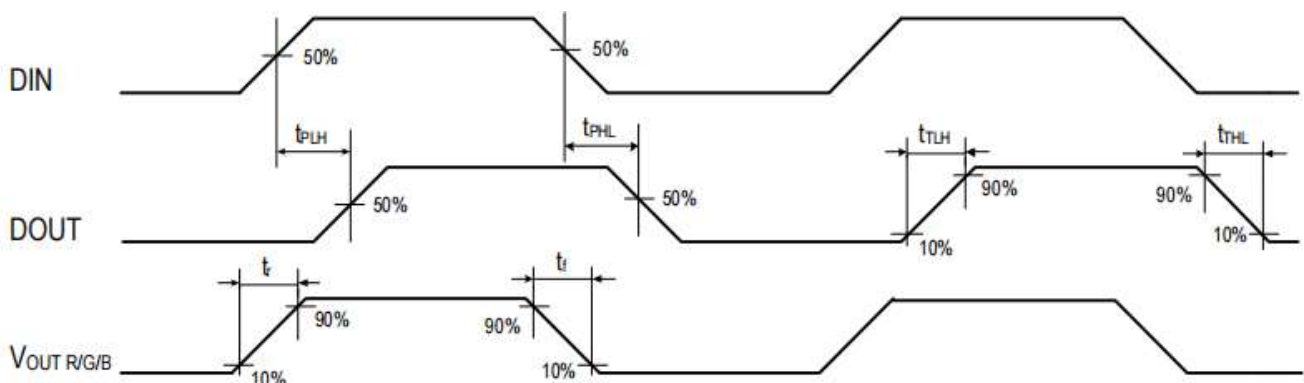 50%
50%
DIN
tPLH
tPHL
tTLH
tTHL
50%
50%
90%
90%
DOUT
10%
10%
tr
tf
90%
90%
VOUT R/G/B
10%
10%